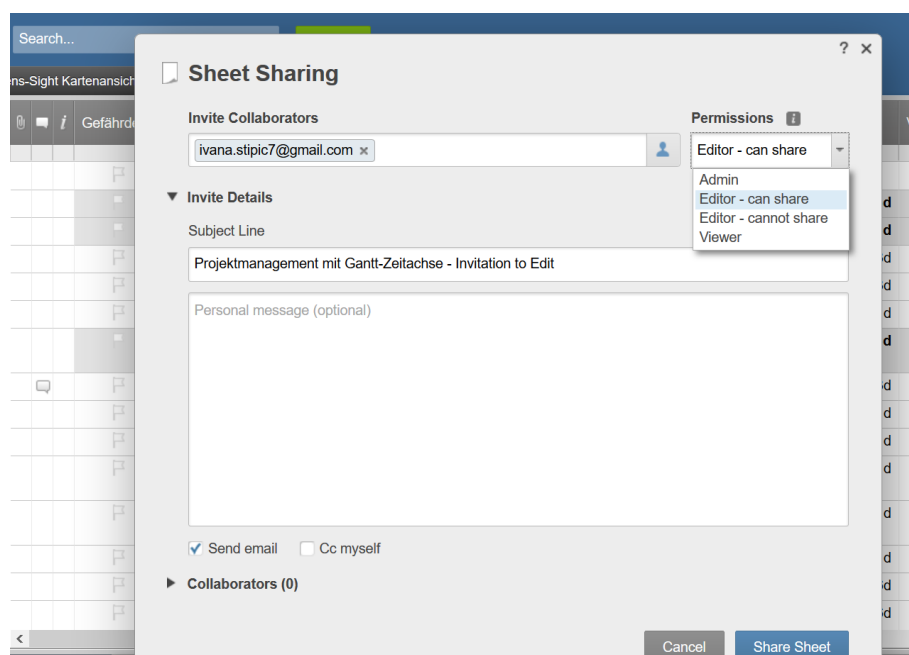 Search...
? ×
Sheet Sharing
ens-Sight Kartenansich
Invite Collaborators
Permissions i
i Gefährde
ivana.stipic7@gmail.com ×
Editor - can share
Admin
Editor - can share
Editor - cannot share
Viewer
Invite Details
Subject Line
Projektmanagement mit Gantt-Zeitachse - Invitation to Edit
Personal message (optional)
Send email Cc myself
Collaborators (0)
Cancel Share Sheet